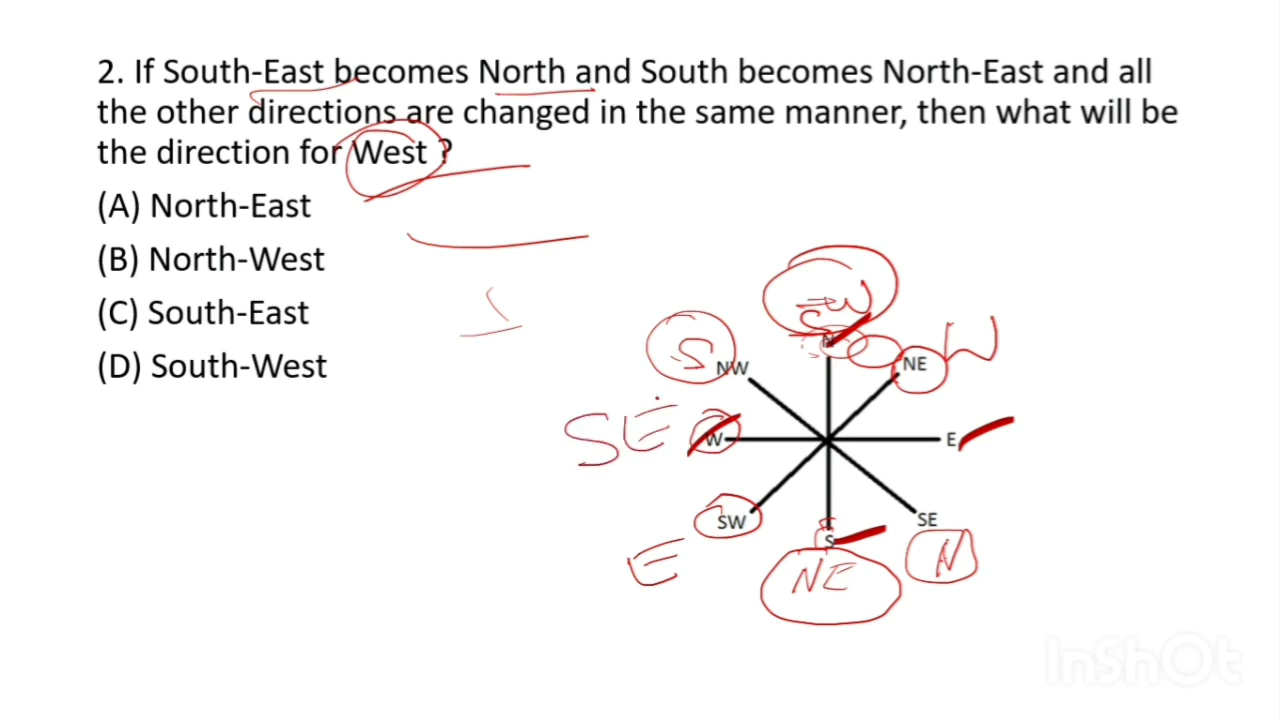 2. If South-East becomes North and South becomes North-East and all
the other directions are changed in the same manner, then what will be
the direction for West ?
(A) North-East
(B) North-West
(C) South-East
(D) South-West
SW
N
S NW
NE W
SE W
E
SW
SE
S
E
NE
N
InShOt